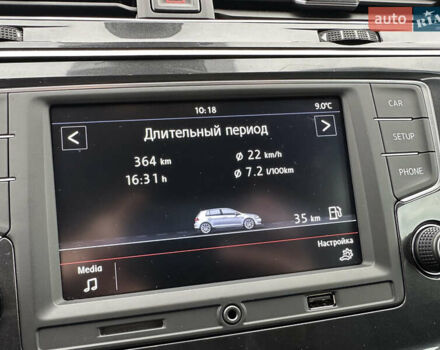 auto RIA
10:18 9.0°C
CAR
Длительный период
SETUP
364 km ø 22 km/h
16:31 h ø 7.2 l/100km
PHONE
35 km
Настройка
Media